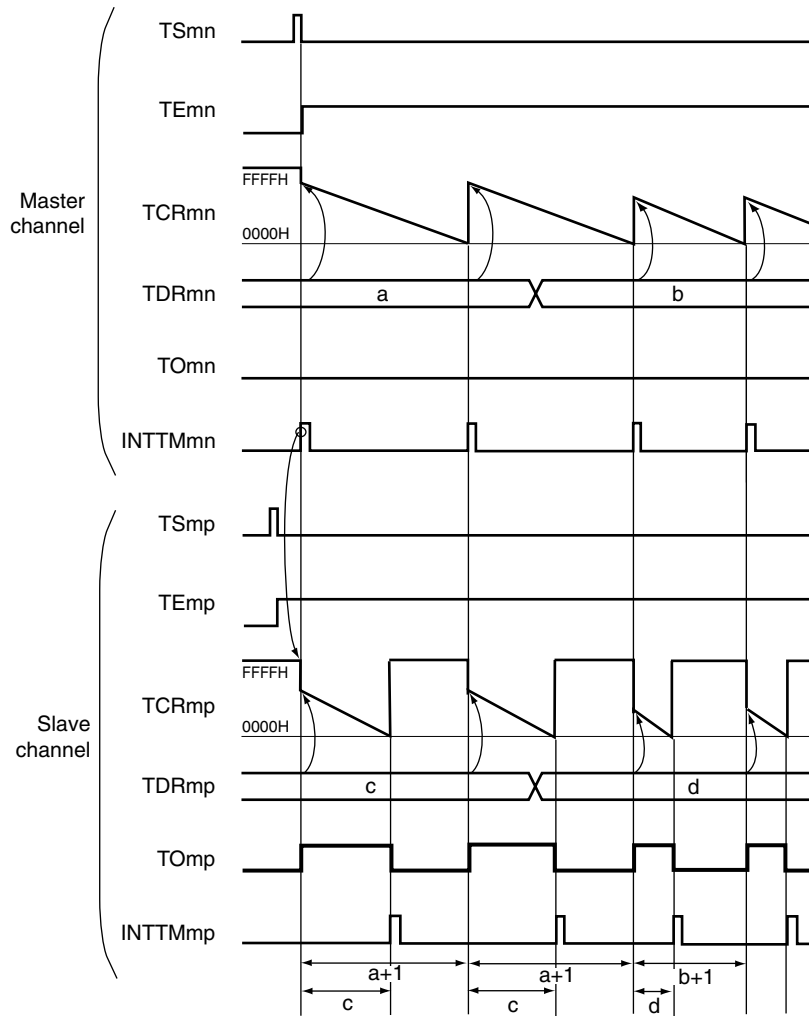 TSmn
TEmn
Master
channel
FFFFH
TCRmn
0000H
TDRmn
a
b
TOmn
INTTMmn
TSmp
TEmp
Slave
channel
FFFFH
TCRmp
0000H
TDRmp
c
d
TOmp
INTTMmp
a+1
a+1
b+1
c
c
d